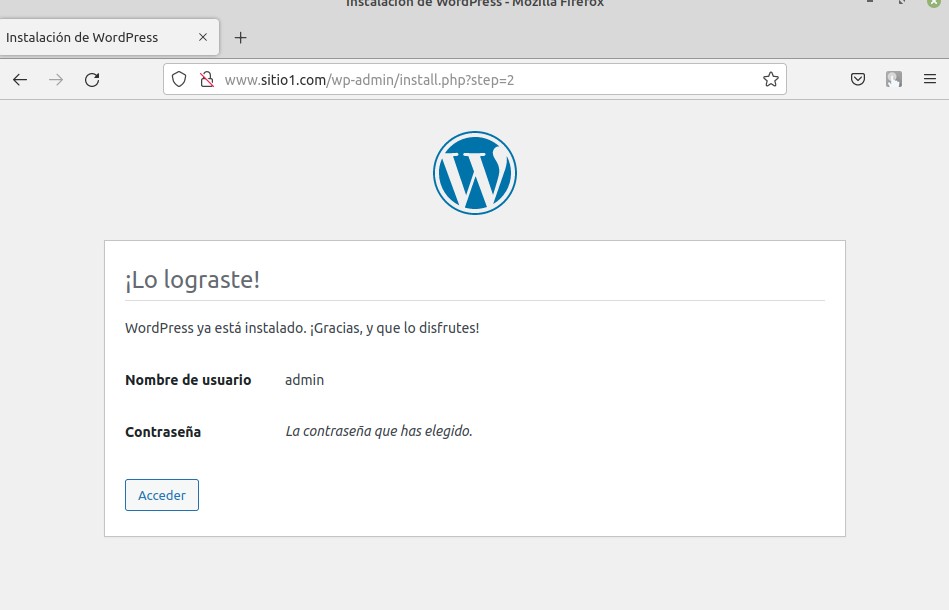 Instalación de WordPress - Mozilla Firefox
Instalación de WordPress
www.sitio1.com/wp-admin/install.php?step=2
¡Lo lograste!
WordPress ya está instalado. ¡Gracias, y que lo disfrutes!
Nombre de usuario admin
Contraseña La contraseña que has elegido.
Acceder